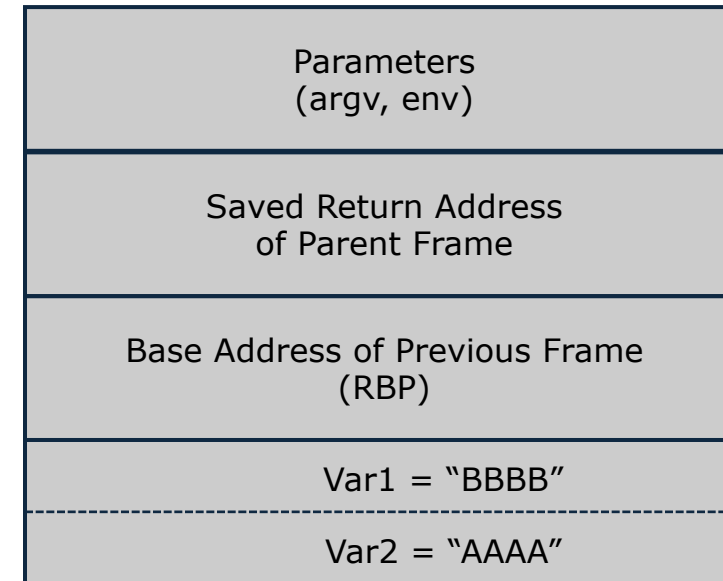 Parameters
(argv, env)
Saved Return Address
of Parent Frame
Base Address of Previous Frame
(RBP)
Var1 = “BBBB”
Var2 = “AAAA”